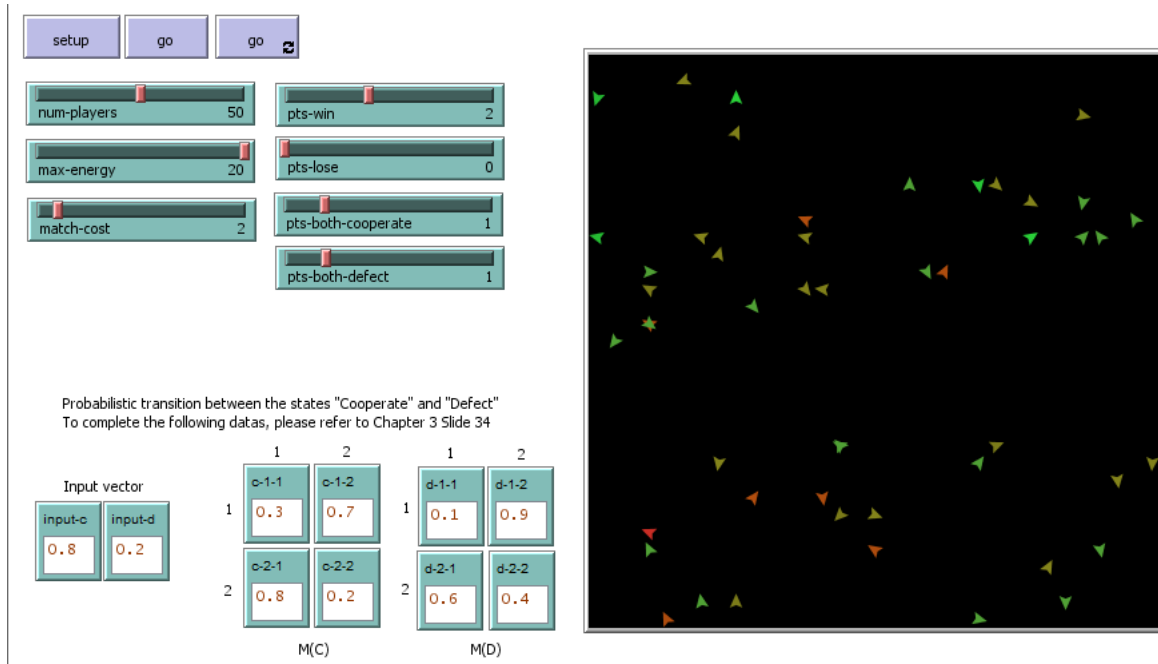 setup go go
num-players 50 pts-win 2
max-energy 20 pts-lose 0
match-cost 2 pts-both-cooperate 1
pts-both-defect 1
Probabilistic transition between the states "Cooperate" and "Defect"
To complete the following datas, please refer to Chapter 3 Slide 34
1 2 1 2
Input vector
input-c input-d
0.8 0.2
1 c-1-1 c-1-2 1 d-1-1 d-1-2
0.3 0.7 0.1 0.9
2 c-2-1 c-2-2 2 d-2-1 d-2-2
0.8 0.2 0.6 0.4
M(C) M(D)